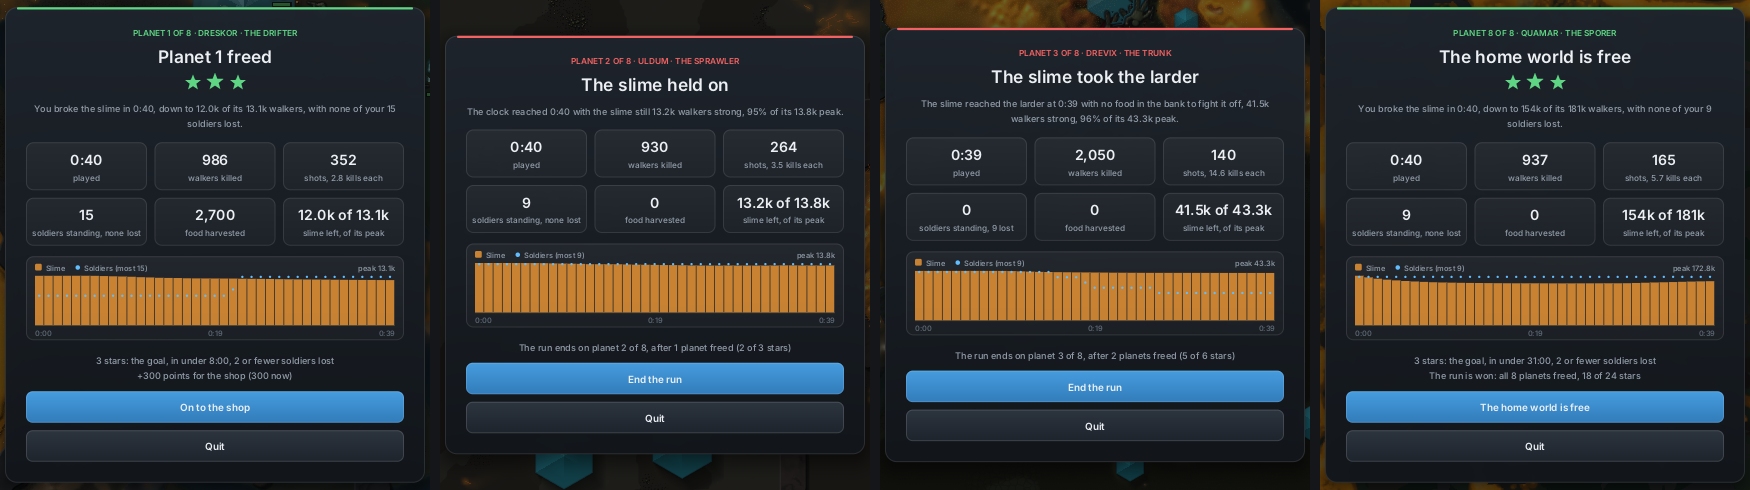 PLANET 1 OF 8 · DRESKOR · THE DRIFTER
Planet 1 freed
You broke the slime in 0:40, down to 12.0k of its 13.1k walkers, with none of your 15
soldiers lost.
0:40
played
986
walkers killed
352
shots, 2.8 kills each
15
soldiers standing, none lost
2,700
food harvested
12.0k of 13.1k
slime left, of its peak
Slime
Soldiers (most 15)
peak 13.1k
0:00
0:19
0:39
3 stars: the goal, in under 8:00, 2 or fewer soldiers lost
+300 points for the shop (300 now)
On to the shop
Quit
PLANET 2 OF 8 · ULDUM · THE SPRAWLER
The slime held on
The clock reached 0:40 with the slime still 13.2k walkers strong, 95% of its 13.8k peak.
0:40
played
930
walkers killed
264
shots, 3.5 kills each
9
soldiers standing, none lost
0
food harvested
13.2k of 13.8k
slime left, of its peak
Slime
Soldiers (most 9)
peak 13.8k
0:00
0:19
0:39
The run ends on planet 2 of 8, after 1 planet freed (2 of 3 stars)
End the run
Quit
PLANET 3 OF 8 · DREVIX · THE TRUNK
The slime took the larder
The slime reached the larder at 0:39 with no food in the bank to fight it off, 41.5k
walkers strong, 96% of its 43.3k peak.
0:39
played
2,050
walkers killed
140
shots, 14.6 kills each
0
soldiers standing, 9 lost
0
food harvested
41.5k of 43.3k
slime left, of its peak
Slime
Soldiers (most 9)
peak 43.3k
0:00
0:19
0:39
The run ends on planet 3 of 8, after 2 planets freed (5 of 6 stars)
End the run
Quit
PLANET 8 OF 8 · QUAMAR · THE SPORER
The home world is free
You broke the slime in 0:40, down to 154k of its 181k walkers, with none of your 9
soldiers lost.
0:40
played
937
walkers killed
165
shots, 5.7 kills each
9
soldiers standing, none lost
0
food harvested
154k of 181k
slime left, of its peak
Slime
Soldiers (most 9)
peak 172.8k
0:00
0:19
0:39
3 stars: the goal, in under 31:00, 2 or fewer soldiers lost
The run is won: all 8 planets freed, 18 of 24 stars
The home world is free
Quit